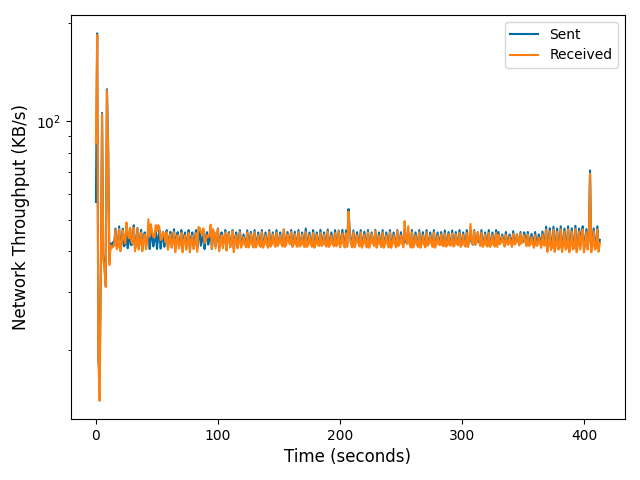 Sent
Received
Network Throughput (KB/s)
10²
0
100
200
300
400
Time (seconds)